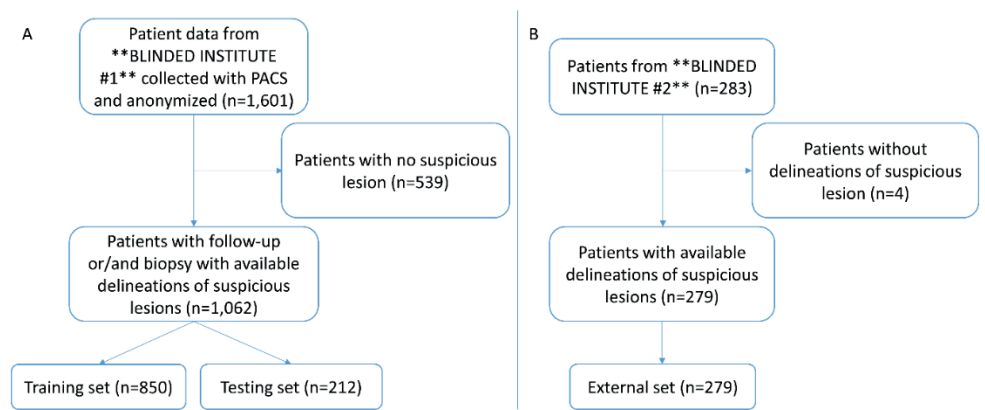 A
Patient data from
**BLINDED INSTITUTE
#1** collected with PACS
and anonymized (n=1,601)
Patients with no suspicious
lesion (n=539)
Patients with follow-up
or/and biopsy with available
delineations of suspicious
lesions (n=1,062)
Training set (n=850)
Testing set (n=212)
B
Patients from **BLINDED
INSTITUTE #2** (n=283)
Patients without
delineations of suspicious
lesion (n=4)
Patients with available
delineations of suspicious
lesions (n=279)
External set (n=279)